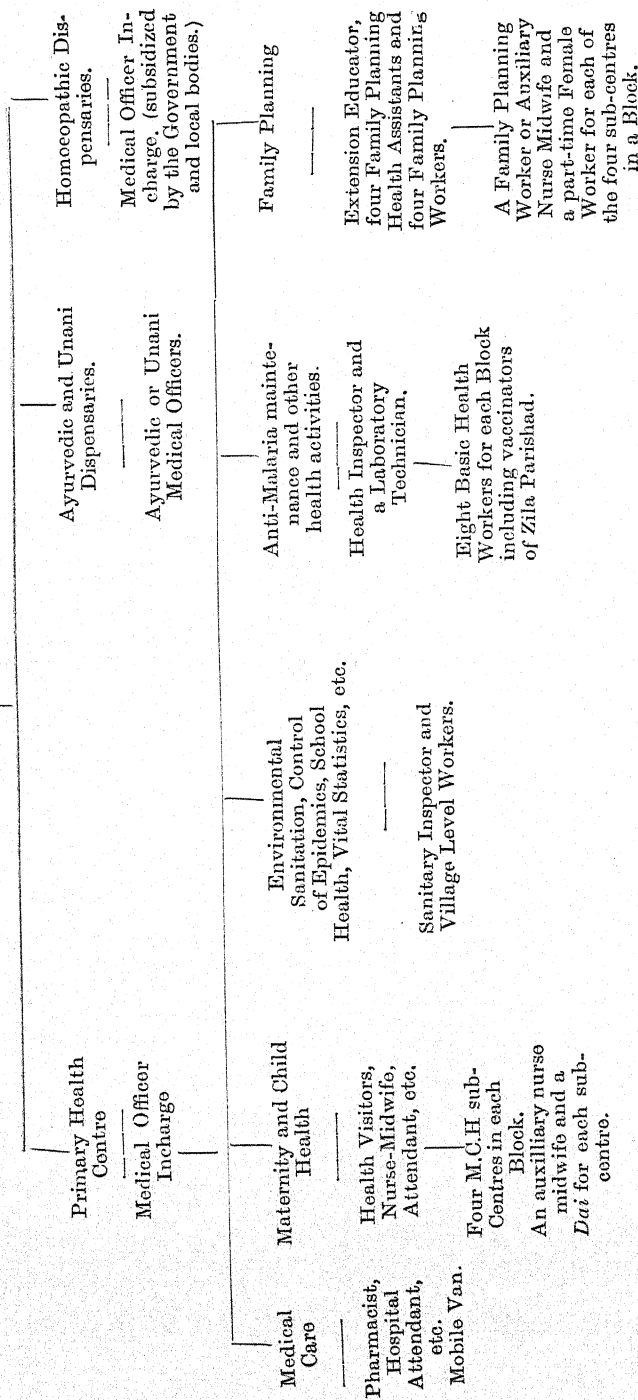 Primary Health
Centre
Medical Officer
Incharge
Ayurvedic and Unani
Dispensaries.
Ayurvedic or Unani
Medical Officers.
Homoeopathic Dis-
pensaries.
Medical Officer In-
charge. (subsidized
by the Government
and local bodies.)
Medical
Care
Pharmacist,
Hospital
Attendant,
etc.
Mobile Van.
Maternity and Child
Health
Health Visitors,
Nurse-Midwife,
Attendant, etc.
Four M.C.H sub-
Centres in each
Block.
An auxilliary nurse
midwife and a
Dai for each sub-
centre.
Environmental
Sanitation, Control
of Epidemics, School
Health, Vital Statistics, etc.
Sanitary Inspector and
Village Level Workers.
Anti-Malaria mainte-
nance and other
health activities.
Health Inspector and
a Laboratory
Technician.
Eight Basic Health
Workers for each Block
including vaccinators
of Zila Parishad.
Family Planning
Extension Educator,
four Family Planning
Health Assistants and
four Family Planning
Workers.
A Family Planning
Worker or Auxiliary
Nurse Midwife and
a part-time Female
Worker for each of
the four sub-centres
in a Block.